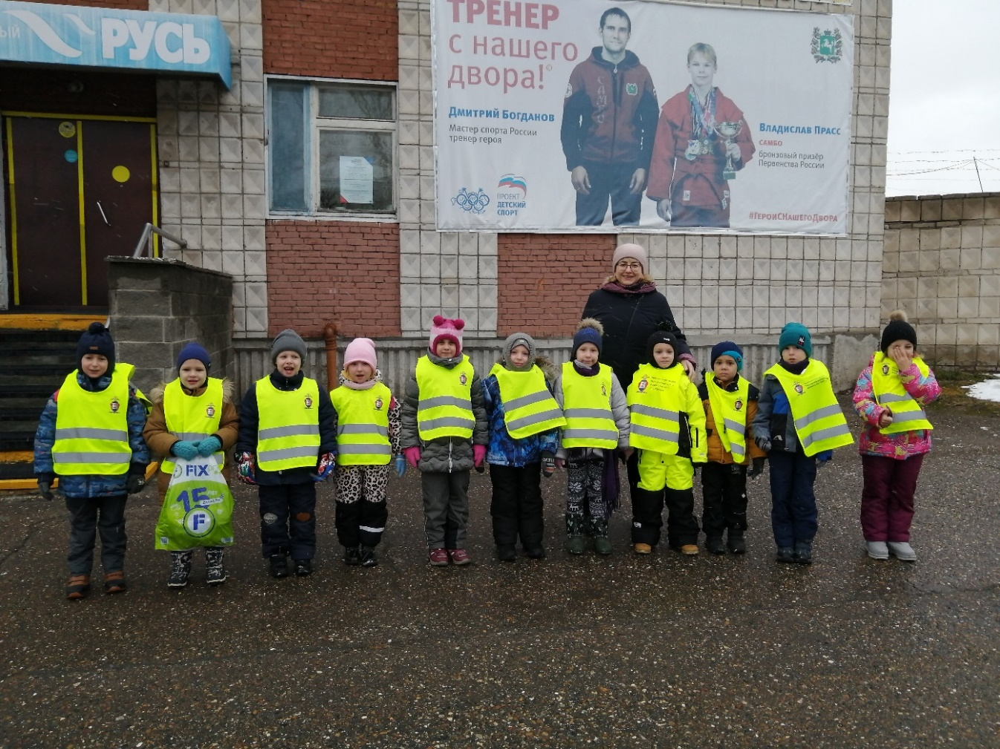 ый
РУСЬ
ТРЕНЕР
с нашего
двора!©
Дмитрий Богданов
Мастер спорта России
тренер героя
Владислав Прасс
САМБО
бронзовый призёр
Первенства России
ПРОЕКТ
ДЕТСКИЙ
СПОРТ
#ГероиСНашегоДвора
САМБО
FiX
15
F